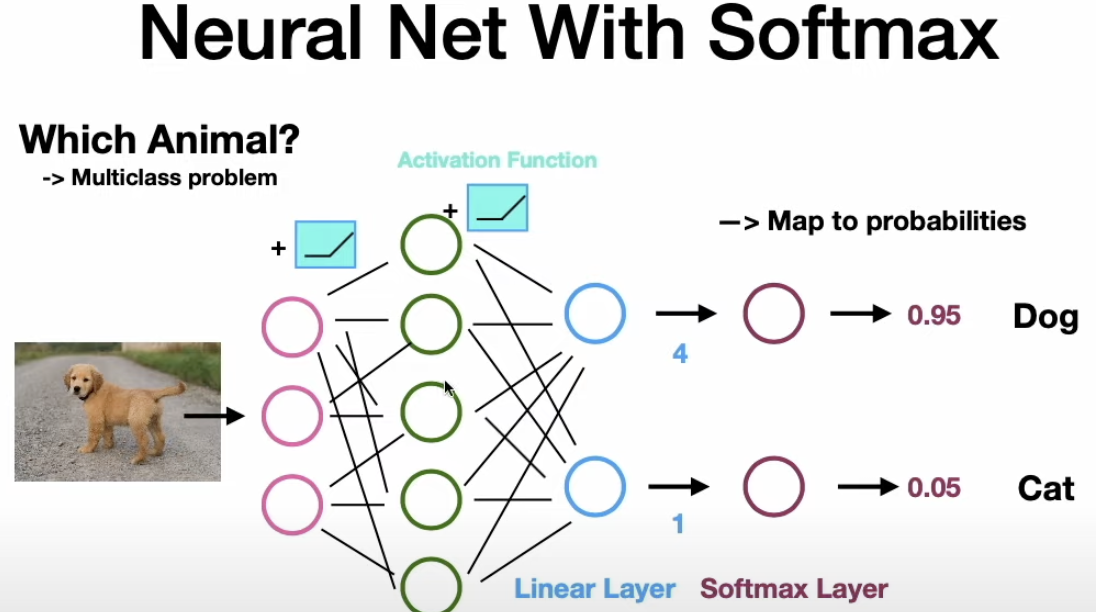 Neural Net With Softmax
Which Animal?
-> Multiclass problem
Activation Function
+
+
—> Map to probabilities
0.95 Dog
4
0.05 Cat
1
Linear Layer Softmax Layer